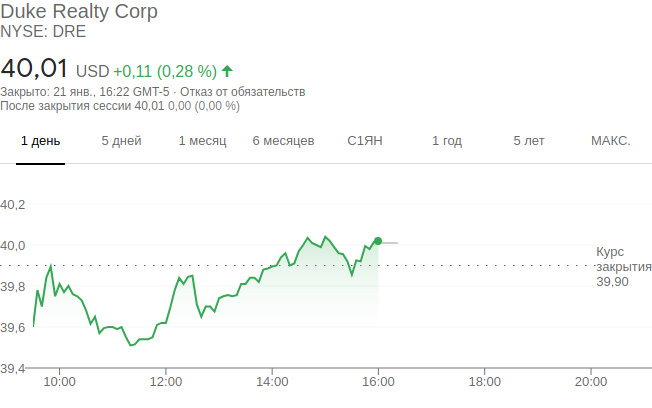 Duke Realty Corp
NYSE: DRE
40,01 USD +0,11 (0,28 %)
Закрыто: 21 янв., 16:22 GMT-5 · Отказ от обязательств
После закрытия сессии 40,01 0,00 (0,00 %)
1 день 5 дней 1 месяц 6 месяцев С1ЯН 1 год 5 лет МАКС.
40,2
40,0
39,8
39,6
39,4
Курс
закрытия
39,90
10:00 12:00 14:00 16:00 18:00 20:00